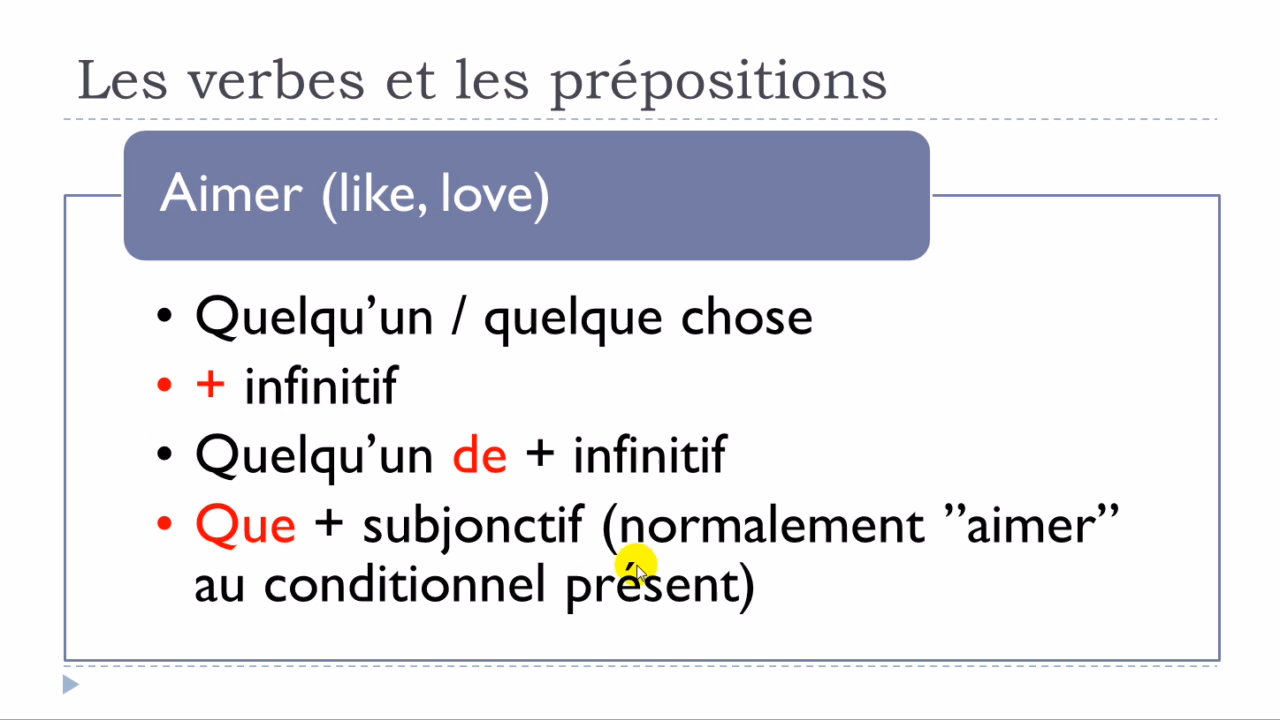 Les verbes et les prépositions
Aimer (like, love)
• Quelqu’un / quelque chose
• + infinitif
• Quelqu’un de + infinitif
• Que + subjonctif (normalement ”aimer”
au conditionnel présent)